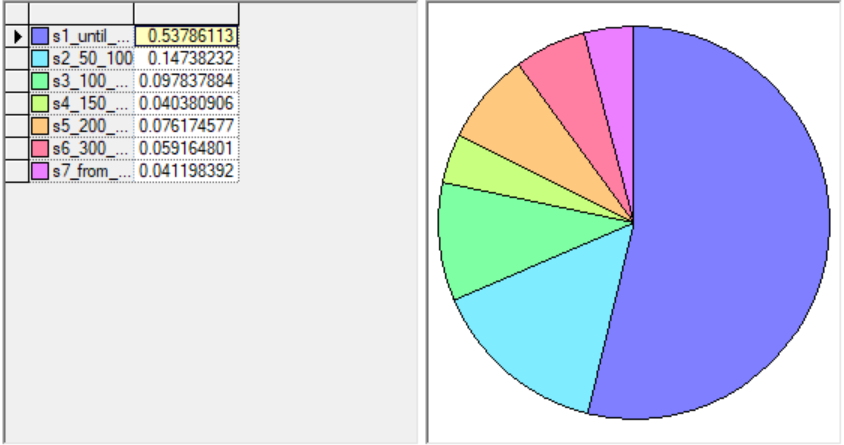 s1_until_... 0.53786113
s2_50_100 0.14738232
s3_100_... 0.097837884
s4_150_... 0.040380906
s5_200_... 0.076174577
s6_300_... 0.059164801
s7_from_... 0.041198392